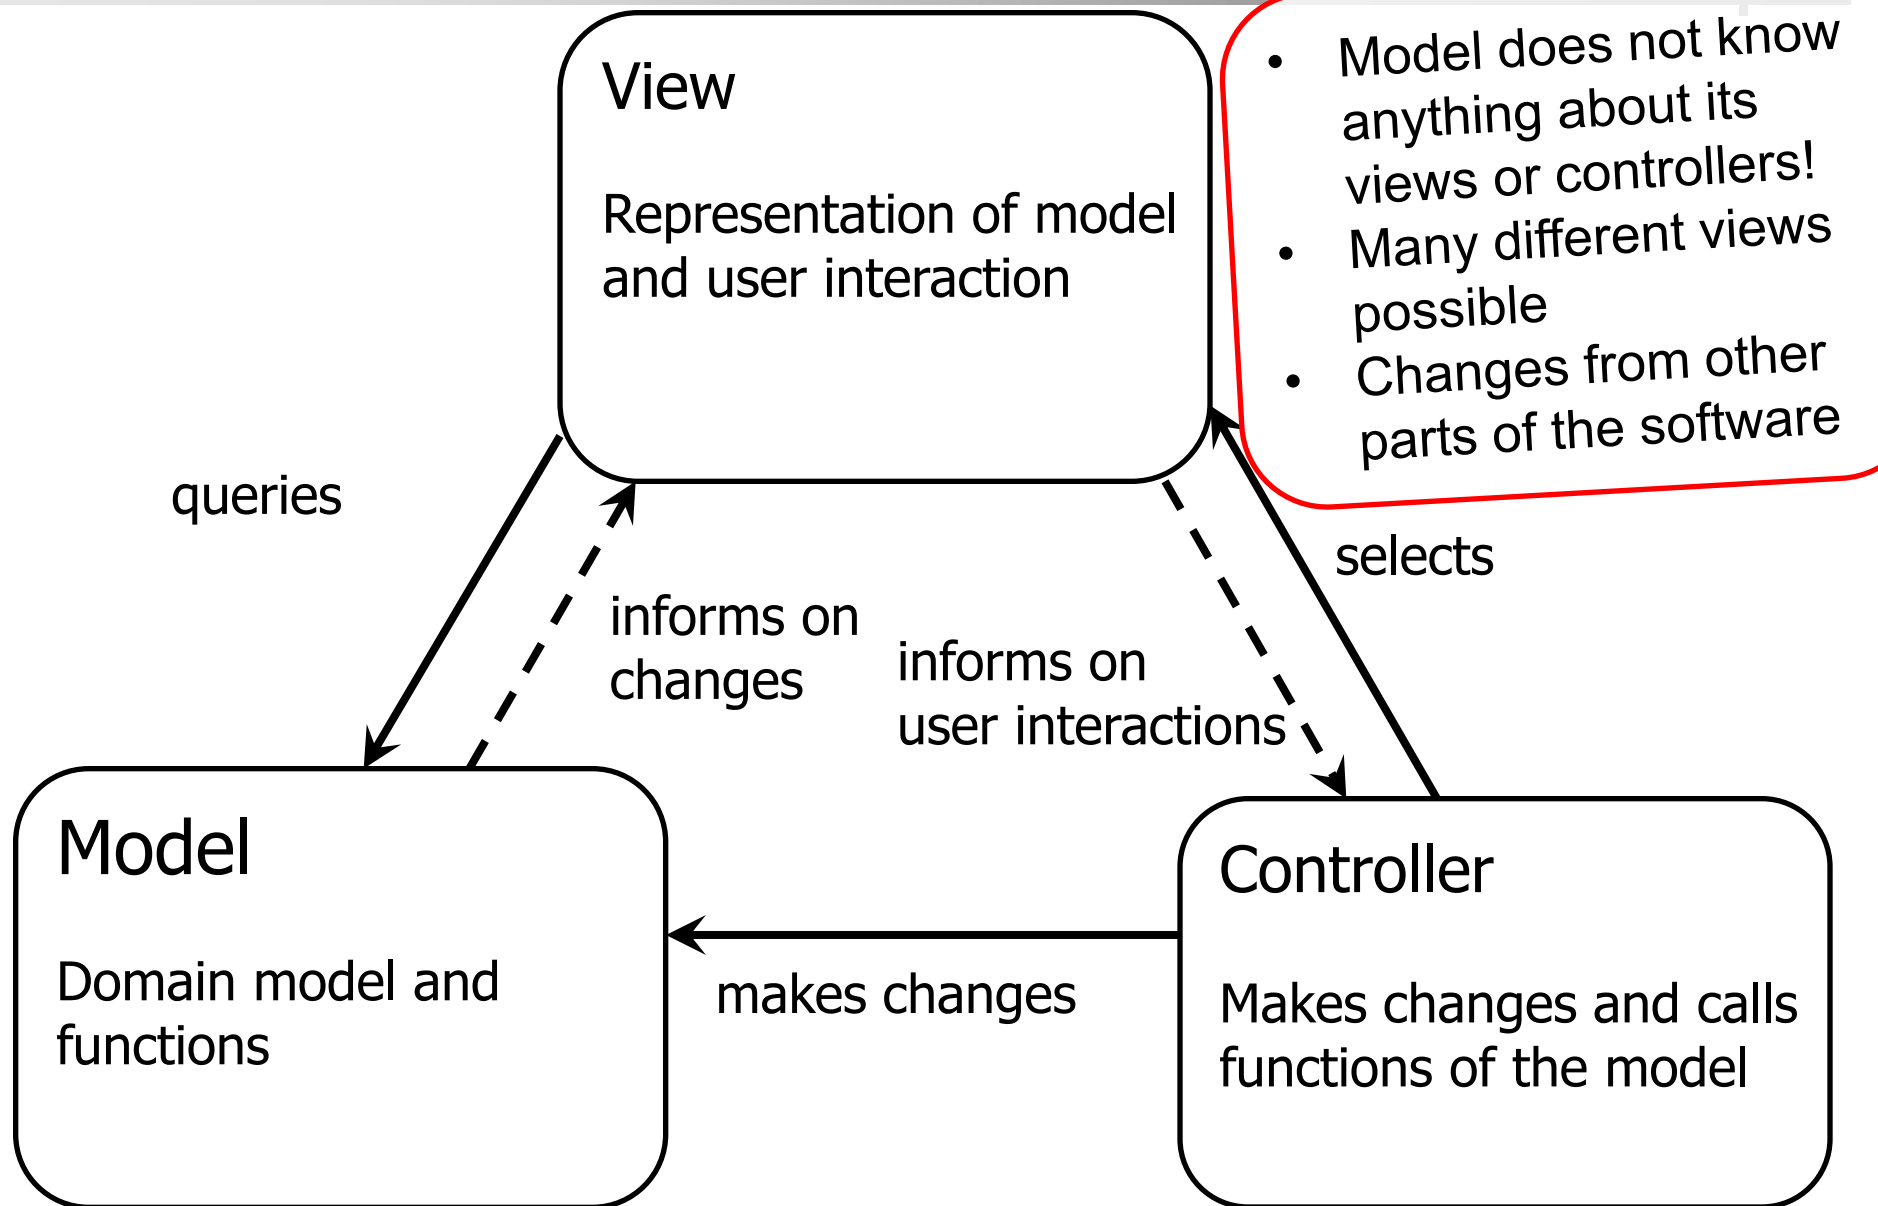 View
Representation of model
and user interaction
• Model does not know
anything about its
views or controllers!
• Many different views
possible
• Changes from other
parts of the software
queries
selects
informs on
changes
informs on
user interactions
Model
Domain model and
functions
makes changes
Controller
Makes changes and calls
functions of the model